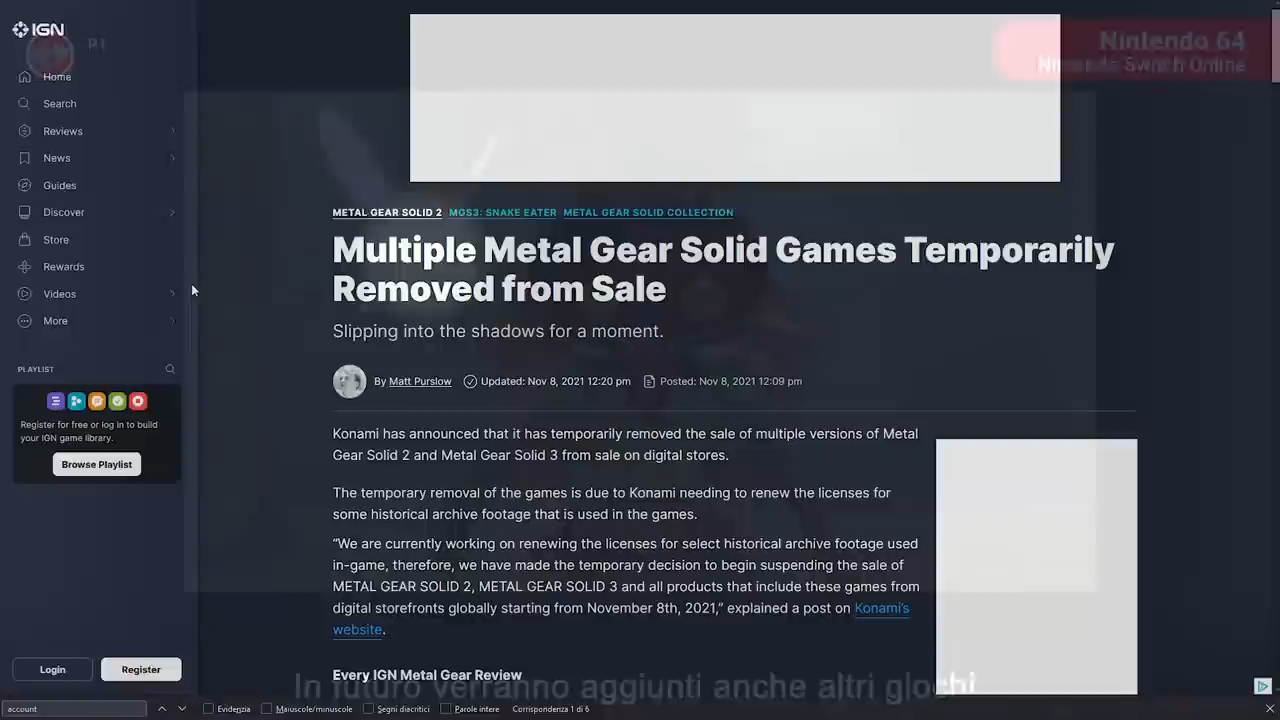 IGN
P1
Nintendo 64
Nintendo Switch Online
Home
Search
Reviews
News
Guides
Discover
Store
Rewards
Videos
More
PLAYLIST
Register for free or log in to build
your IGN game library.
Browse Playlist
Login
Register
METAL GEAR SOLID 2 MGS3: SNAKE EATER METAL GEAR SOLID COLLECTION
Multiple Metal Gear Solid Games Temporarily
Removed from Sale
Slipping into the shadows for a moment.
By Matt Purslow Updated: Nov 8, 2021 12:20 pm Posted: Nov 8, 2021 12:09 pm
Konami has announced that it has temporarily removed the sale of multiple versions of Metal
Gear Solid 2 and Metal Gear Solid 3 from sale on digital stores.
The temporary removal of the games is due to Konami needing to renew the licenses for
some historical archive footage that is used in the games.
“We are currently working on renewing the licenses for select historical archive footage used
in-game, therefore, we have made the temporary decision to begin suspending the sale of
METAL GEAR SOLID 2, METAL GEAR SOLID 3 and all products that include these games from
digital storefronts globally starting from November 8th, 2021,” explained a post on Konami's
website.
Every IGN Metal Gear Review
In futuro verranno aggiunti anche altri giochi
account Evidenzia Maiuscole/minuscole Segni diacritici Parole intere Corrispondenza 1 di 6